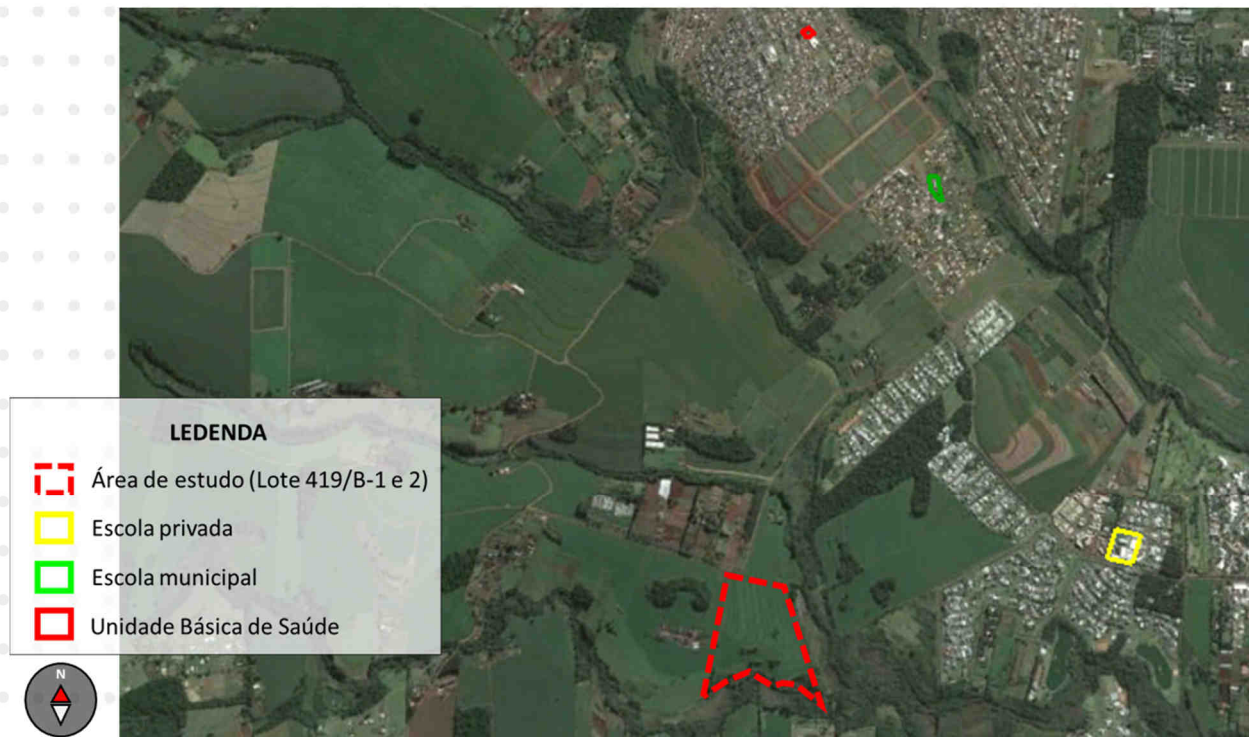 LEDENDA
Área de estudo (Lote 419/B-1 e 2)
Escola privada
Escola municipal
Unidade Básica de Saúde
N